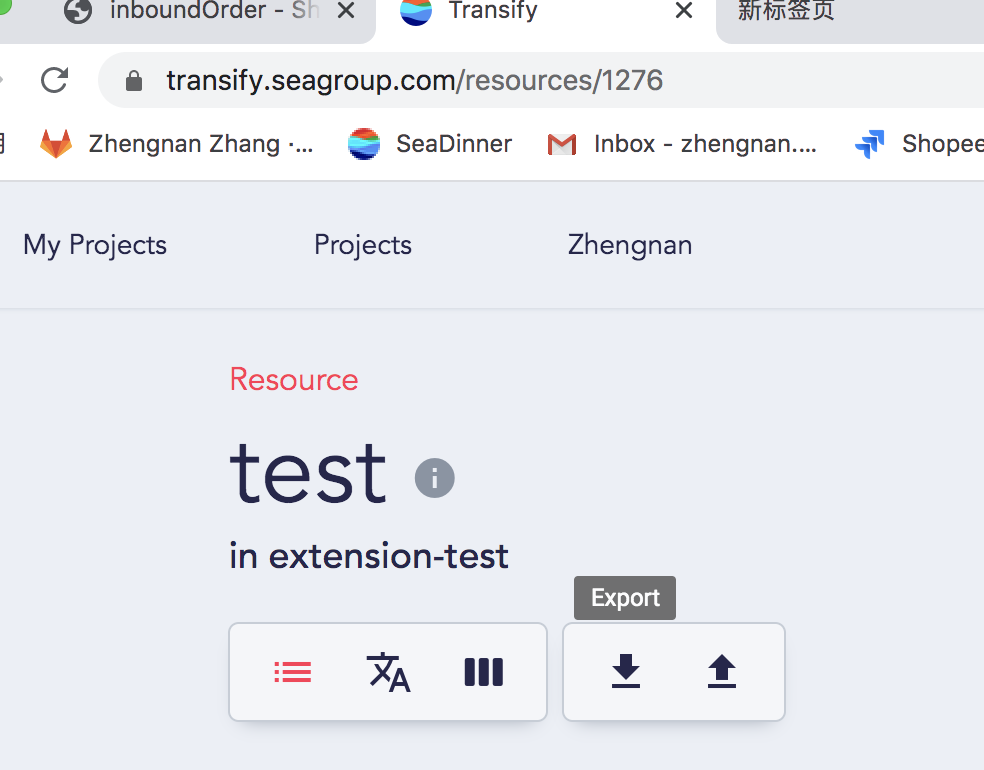 inboundOrder - Sh
Transify
新标签页
transify.seagroup.com/resources/1276
Zhengnan Zhang ·...
SeaDinner
Inbox - zhengnan....
Shopee
My Projects
Projects
Zhengnan
Resource
test
in extension-test
Export